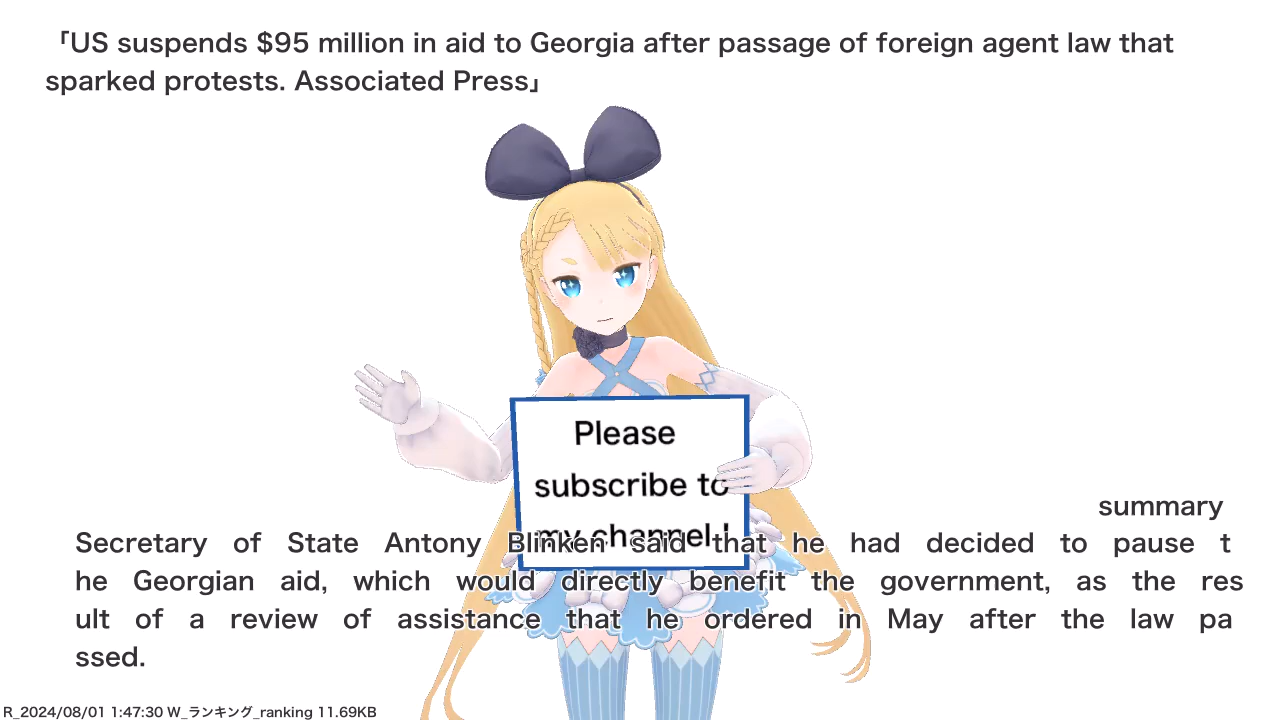 「US suspends $95 million in aid to Georgia after passage of foreign agent law that
sparked protests. Associated Press」
Please
subscribe to
my channel!
summary
Secretary of State Antony Blinken said that he had decided to pause t
he Georgian aid, which would directly benefit the government, as the res
ult of a review of assistance that he ordered in May after the law pa
ssed.
R_2024/08/01 1:47:30 W_ランキング_ranking 11.69KB